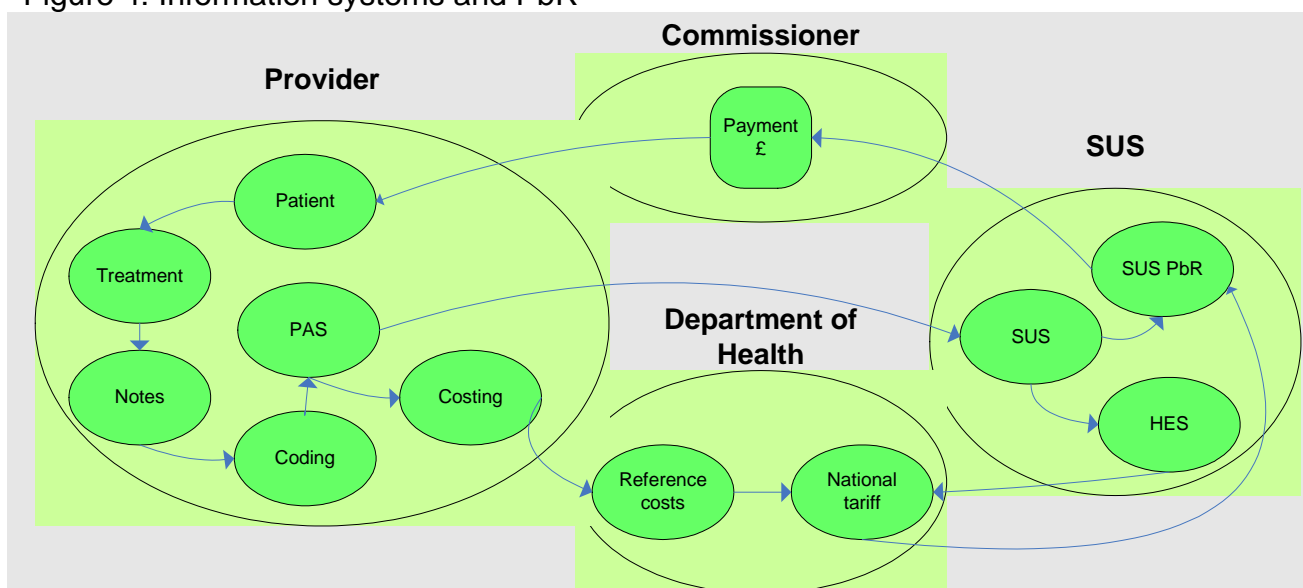 Figure 4: Information systems and PbR
Commissioner
Provider
Payment
£
SUS
Patient
Treatment
SUS PbR
PAS
Department of
Health
SUS
Notes
Costing
HES
Coding
Reference
costs
National
tariff